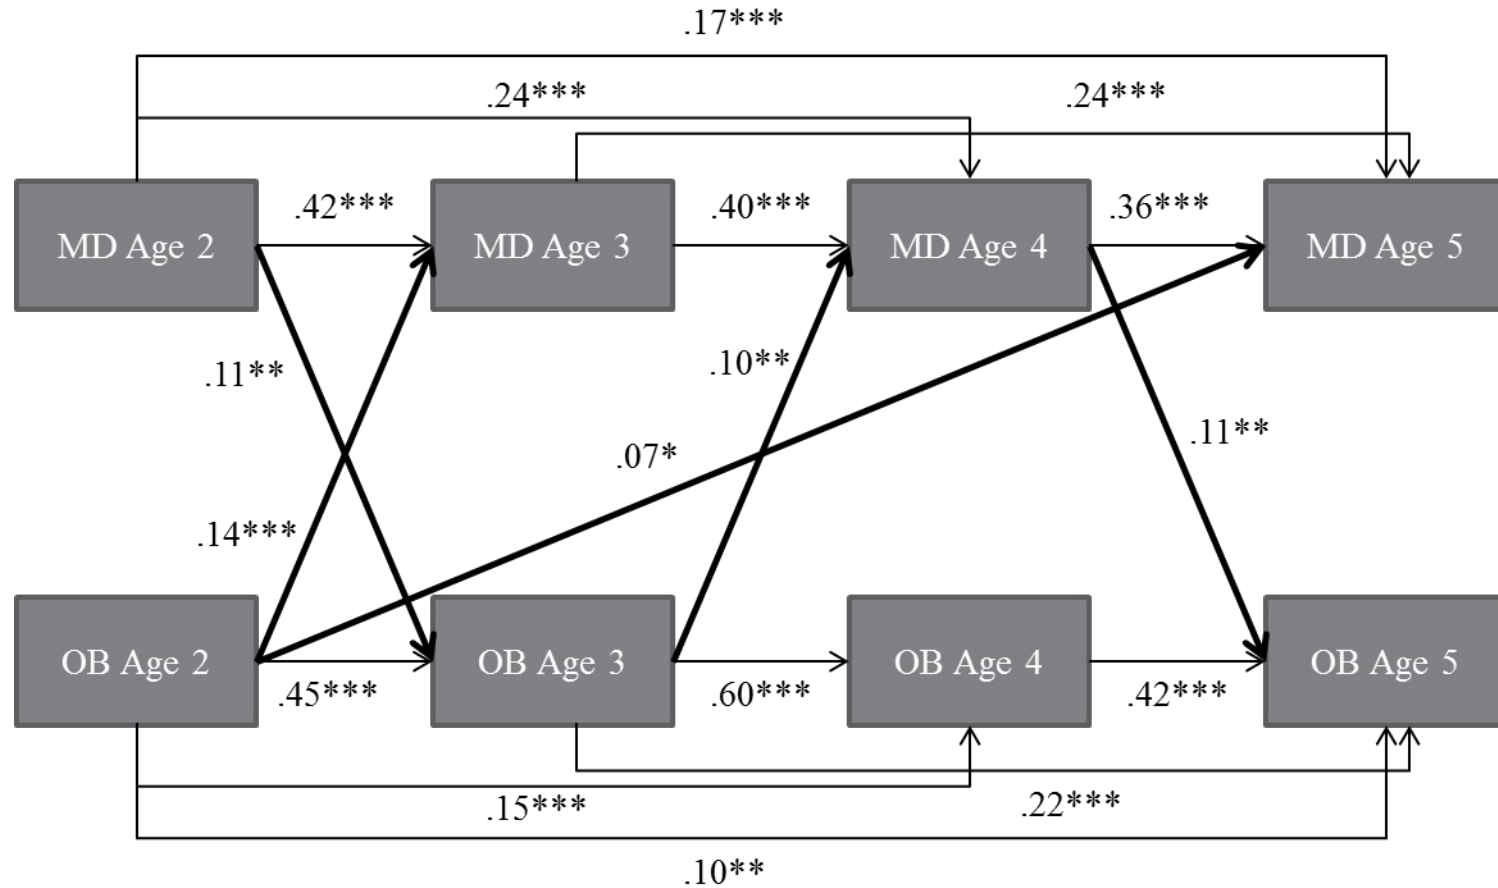 .17***
.24***
.24***
.42***
.40***
.36***
MD Age 2
MD Age 3
MD Age 4
MD Age 5
.11**
.10**
.11**
.07*
.14***
OB Age 2
OB Age 3
OB Age 4
OB Age 5
.45***
.60***
.42***
.15***
.22***
.10**